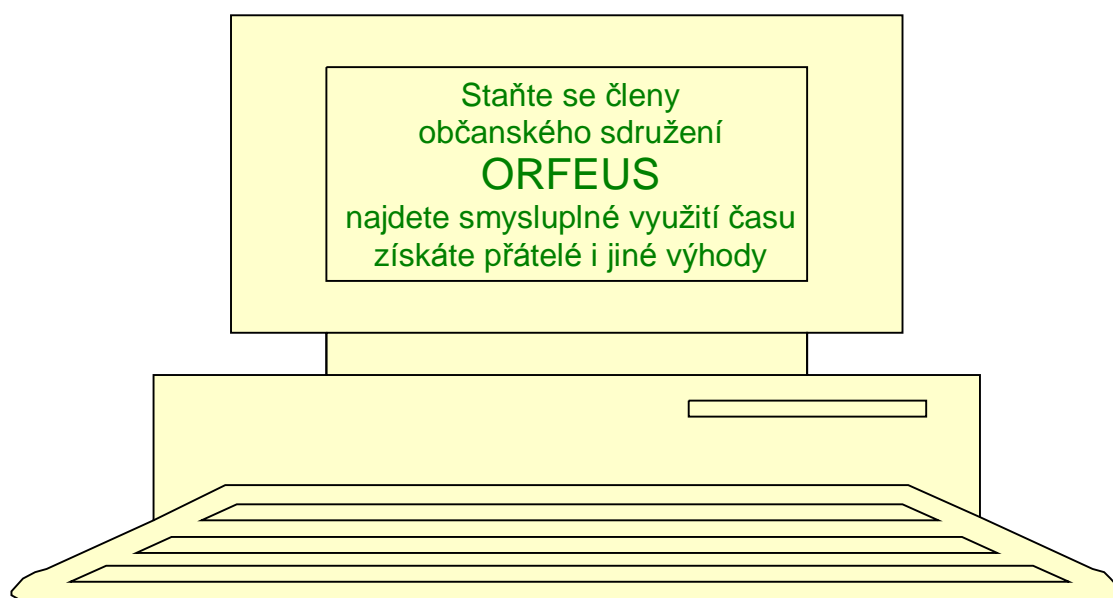 Staňte se členy
občanského sdružení
ORFEUS
najdete smysluplné využití času
získáte přátelé i jiné výhody